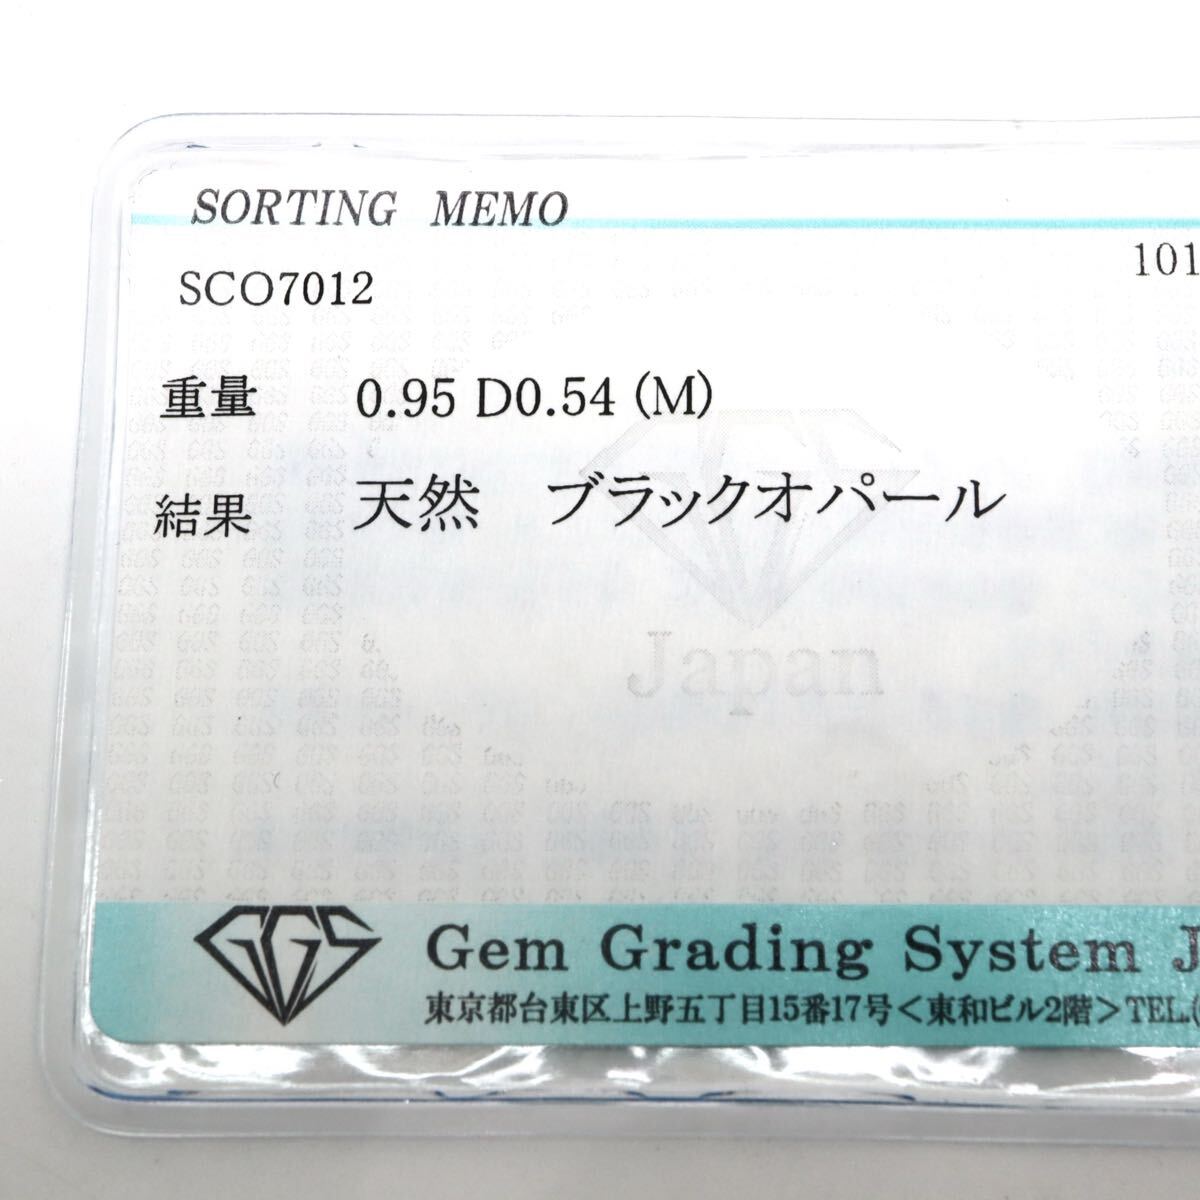 SORTING MEMO
SCO7012
101
重量 0.95 D0.54 (M)
結果 天然 ブラックオパール
Japan
GGS
Gem Grading System J
東京都台東区上野五丁目15番17号<東和ビル2階>TEL(